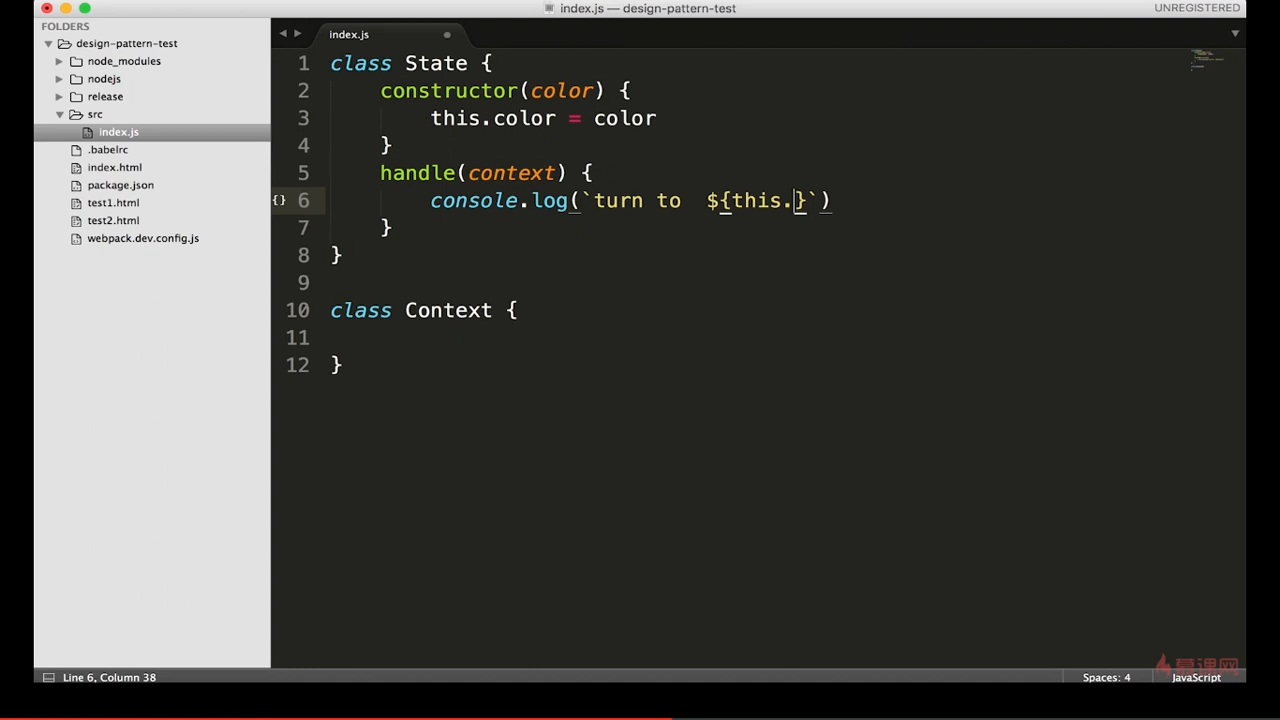 index.js — design-pattern-test
UNREGISTERED
FOLDERS
design-pattern-test
node_modules
nodejs
release
src
index.js
.babelrc
index.html
package.json
test1.html
test2.html
webpack.dev.config.js
index.js
1 class State {
2     constructor(color) {
3         this.color = color
4     }
5     handle(context) {
{} 6         console.log(`turn to  ${this.}`)
7     }
8 }
9
10 class Context {
11
12 }
慕课网
Line 6, Column 38
Spaces: 4
JavaScript